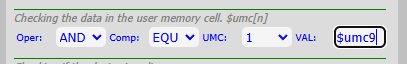 Checking the data in the user memory cell. $umc[n]
Oper: AND Comp: EQU UMC: 1 VAL: $umc9